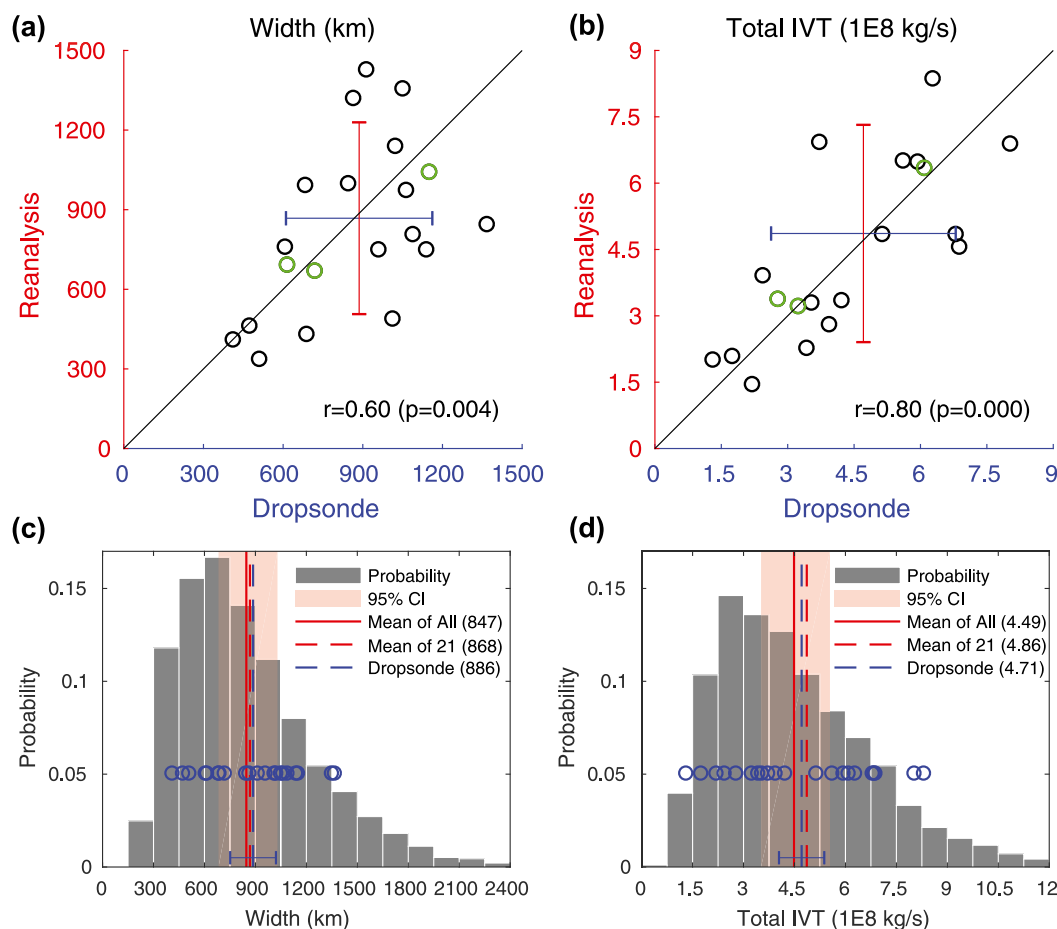 (a)
Width (km)
1500
1200
900
600
300
0
Reanalysis
r=0.60 (p=0.004)
0 300 600 900 1200 1500
Dropsonde
(b)
Total IVT (1E8 kg/s)
9
7.5
6
4.5
3
1.5
0
Reanalysis
r=0.80 (p=0.000)
0 1.5 3 4.5 6 7.5 9
Dropsonde
(c)
0.15
0.1
0.05
0
Probability
Probability
95% CI
Mean of All (847)
Mean of 21 (868)
Dropsonde (886)
0 300 600 900 1200 1500 1800 2100 2400
Width (km)
(d)
0.15
0.1
0.05
0
Probability
Probability
95% CI
Mean of All (4.49)
Mean of 21 (4.86)
Dropsonde (4.71)
0 1.5 3 4.5 6 7.5 9 10.5 12
Total IVT (1E8 kg/s)